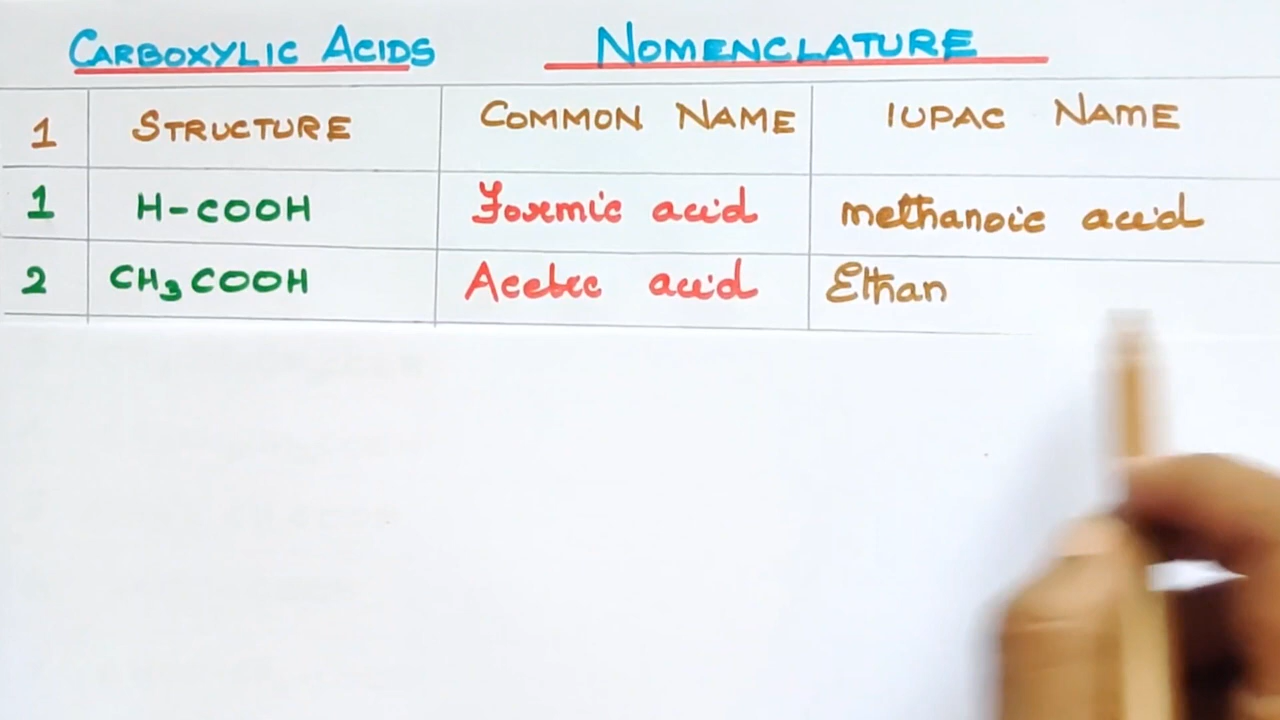 CARBOXYLIC ACIDS NOMENCLATURE
1 STRUCTURE COMMON NAME IUPAC NAME
1 H-COOH Formic acid methanoic acid
2 CH₃COOH Acetic acid Ethan